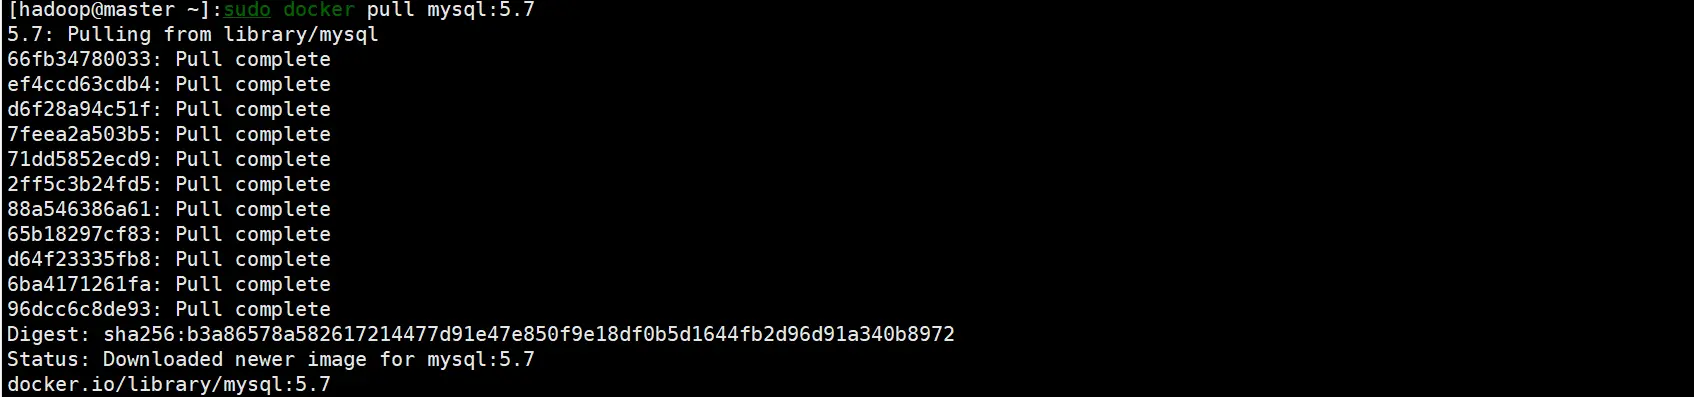 [hadoop@master ~]:sudo docker pull mysql:5.7
5.7: Pulling from library/mysql
66fb34780033: Pull complete
ef4ccd63cdb4: Pull complete
d6f28a94c51f: Pull complete
7feea2a503b5: Pull complete
71dd5852ecd9: Pull complete
2ff5c3b24fd5: Pull complete
88a546386a61: Pull complete
65b18297cf83: Pull complete
d64f23335fb8: Pull complete
6ba4171261fa: Pull complete
96dcc6c8de93: Pull complete
Digest: sha256:b3a86578a582617214477d91e47e850f9e18df0b5d1644fb2d96d91a340b8972
Status: Downloaded newer image for mysql:5.7
docker.io/library/mysql:5.7